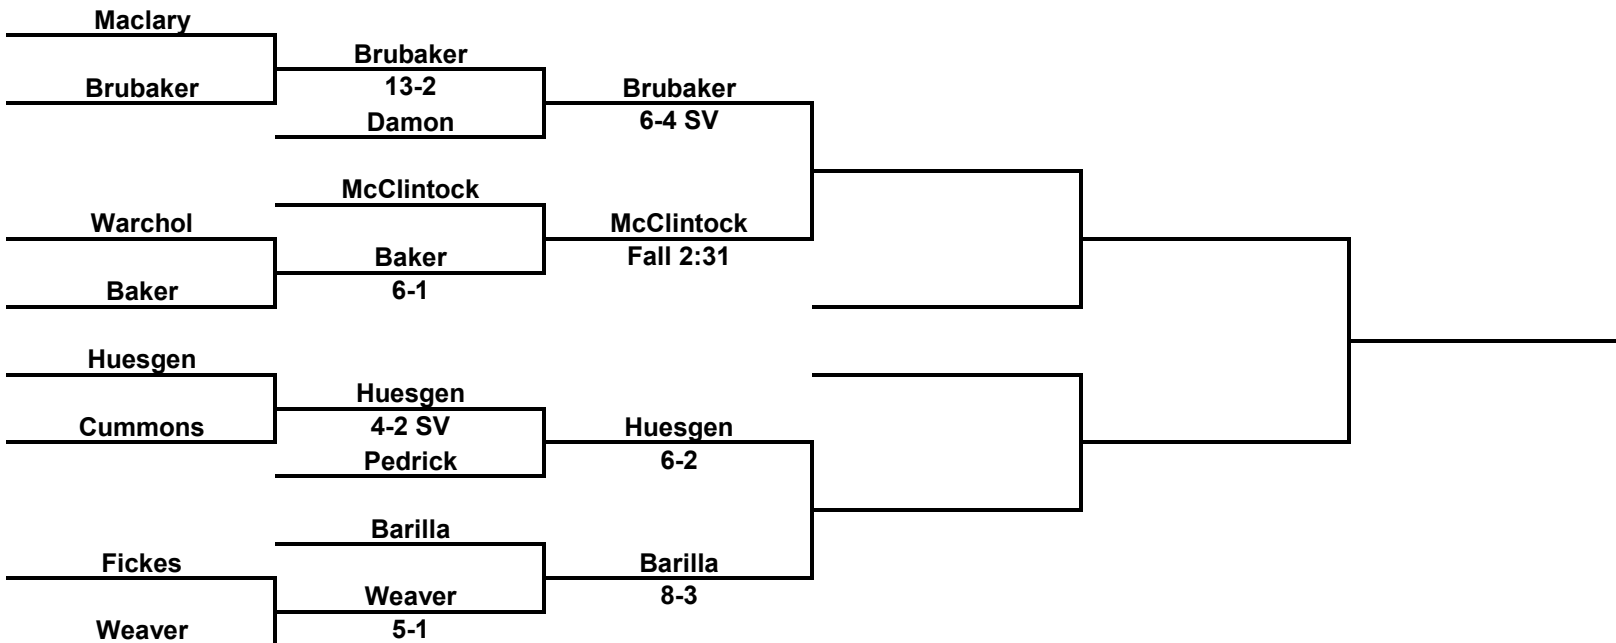 Maclary
Brubaker
Brubaker
13-2
Brubaker
6-4 SV
Damon
McClintock
Warchol
McClintock
Fall 2:31
Baker
Baker
6-1
Huesgen
Huesgen
Cummons
4-2 SV
Huesgen
6-2
Pedrick
Barilla
Fickes
Barilla
8-3
Weaver
Weaver
5-1